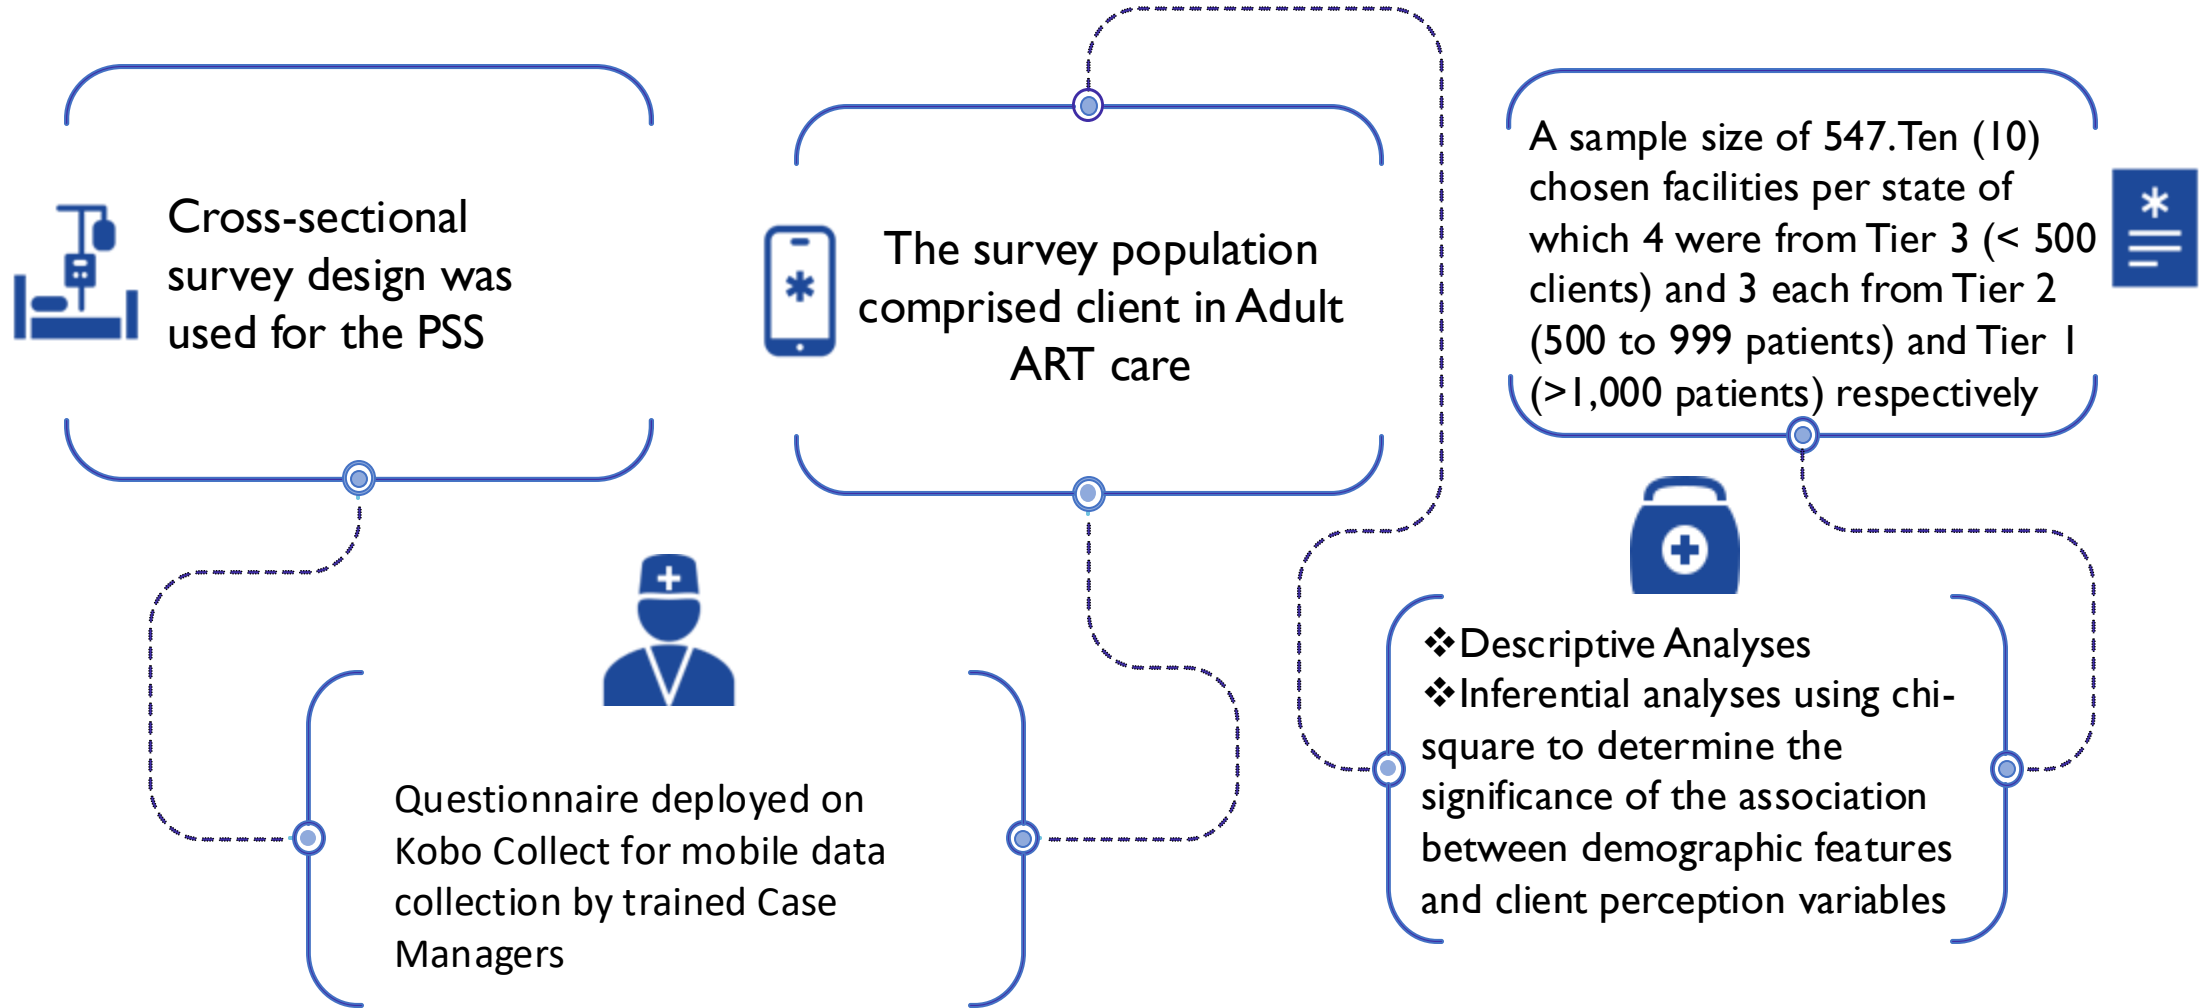 Cross-sectional
survey design was
used for the PSS
The survey population
comprised client in Adult
ART care
A sample size of 547. Ten (10)
chosen facilities per state of
which 4 were from Tier 3 (< 500
clients) and 3 each from Tier 2
(500 to 999 patients) and Tier 1
(>1,000 patients) respectively
Questionnaire deployed on
Kobo Collect for mobile data
collection by trained Case
Managers
❖Descriptive Analyses
❖Inferential analyses using chi-
square to determine the
significance of the association
between demographic features
and client perception variables